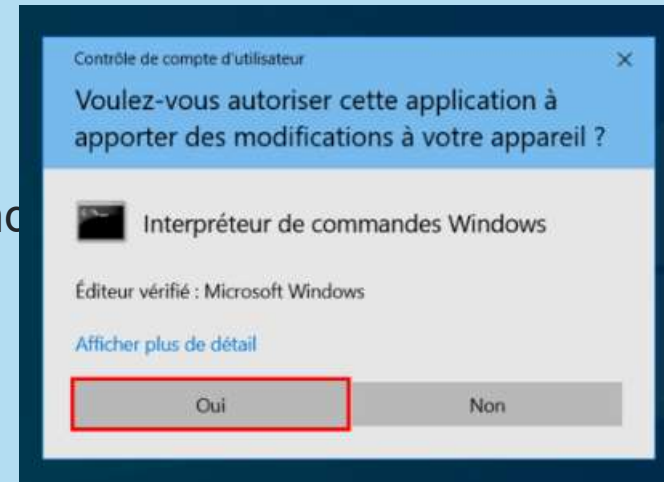 Contrôle de compte d'utilisateur
Voulez-vous autoriser cette application à
apporter des modifications à votre appareil ?
Interpréteur de commandes Windows
Éditeur vérifié : Microsoft Windows
Afficher plus de détail
Oui
Non